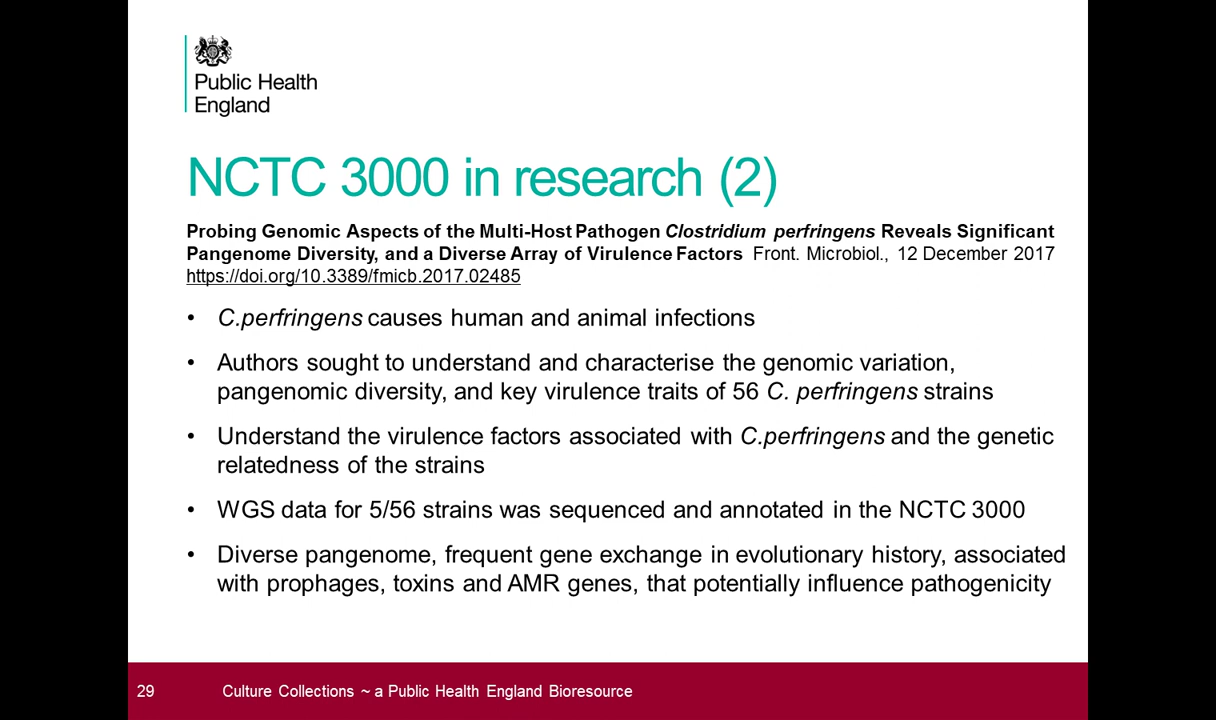 Public Health
England
NCTC 3000 in research (2)
Probing Genomic Aspects of the Multi-Host Pathogen Clostridium perfringens Reveals Significant
Pangenome Diversity, and a Diverse Array of Virulence Factors Front. Microbiol., 12 December 2017
https://doi.org/10.3389/fmicb.2017.02485
• C.perfringens causes human and animal infections
• Authors sought to understand and characterise the genomic variation,
pangenomic diversity, and key virulence traits of 56 C. perfringens strains
• Understand the virulence factors associated with C.perfringens and the genetic
relatedness of the strains
• WGS data for 5/56 strains was sequenced and annotated in the NCTC 3000
• Diverse pangenome, frequent gene exchange in evolutionary history, associated
with prophages, toxins and AMR genes, that potentially influence pathogenicity
29 Culture Collections ~ a Public Health England Bioresource